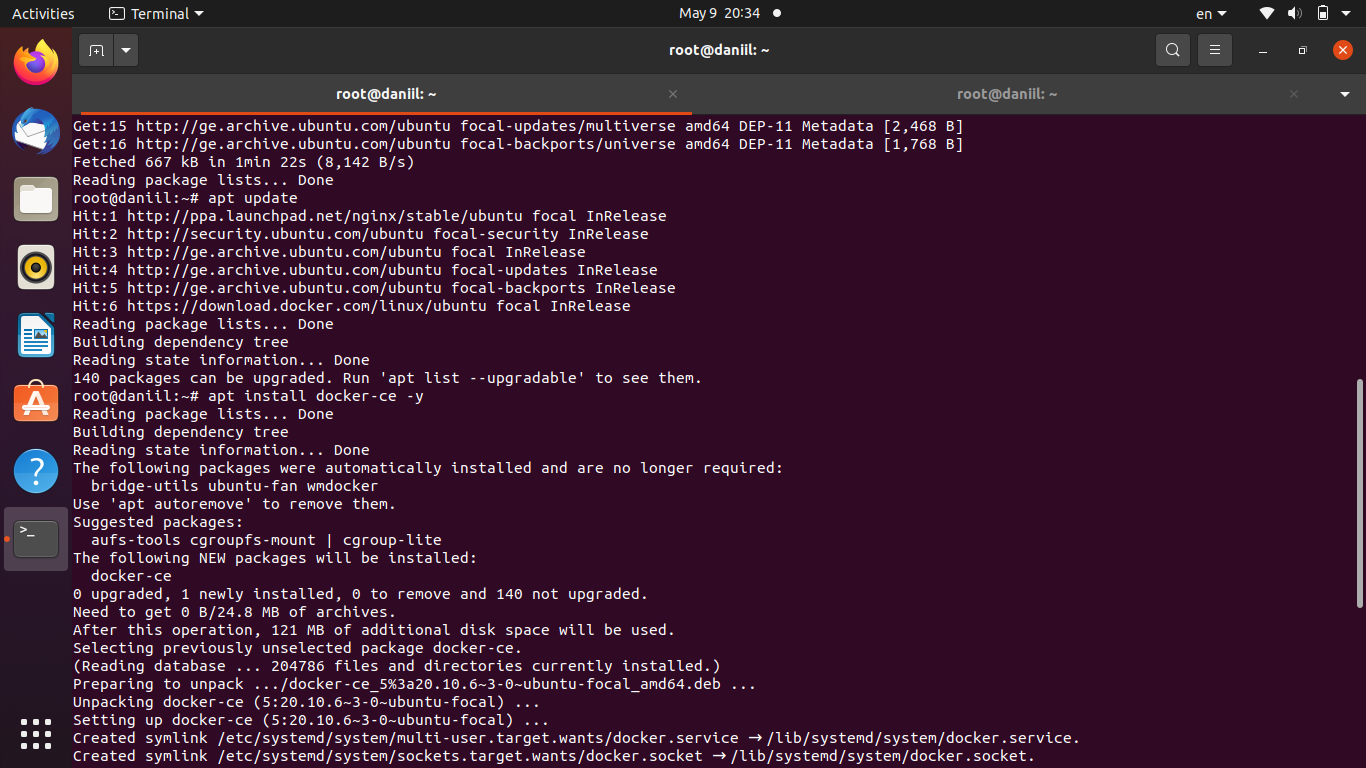 Activities
Terminal
May 9 20:34
en
root@daniil: ~
root@daniil: ~
root@daniil: ~
Get:15 http://ge.archive.ubuntu.com/ubuntu focal-updates/multiverse amd64 DEP-11 Metadata [2,468 B]
Get:16 http://ge.archive.ubuntu.com/ubuntu focal-backports/universe amd64 DEP-11 Metadata [1,768 B]
Fetched 667 kB in 1min 22s (8,142 B/s)
Reading package lists... Done
root@daniil:~# apt update
Hit:1 http://ppa.launchpad.net/nginx/stable/ubuntu focal InRelease
Hit:2 http://security.ubuntu.com/ubuntu focal-security InRelease
Hit:3 http://ge.archive.ubuntu.com/ubuntu focal InRelease
Hit:4 http://ge.archive.ubuntu.com/ubuntu focal-updates InRelease
Hit:5 http://ge.archive.ubuntu.com/ubuntu focal-backports InRelease
Hit:6 https://download.docker.com/linux/ubuntu focal InRelease
Reading package lists... Done
Building dependency tree
Reading state information... Done
140 packages can be upgraded. Run 'apt list --upgradable' to see them.
root@daniil:~# apt install docker-ce -y
Reading package lists... Done
Building dependency tree
Reading state information... Done
The following packages were automatically installed and are no longer required:
  bridge-utils ubuntu-fan wmdocker
Use 'apt autoremove' to remove them.
Suggested packages:
  aufs-tools cgroupfs-mount | cgroup-lite
The following NEW packages will be installed:
  docker-ce
0 upgraded, 1 newly installed, 0 to remove and 140 not upgraded.
Need to get 0 B/24.8 MB of archives.
After this operation, 121 MB of additional disk space will be used.
Selecting previously unselected package docker-ce.
(Reading database ... 204786 files and directories currently installed.)
Preparing to unpack .../docker-ce_5%3a20.10.6~3-0~ubuntu-focal_amd64.deb ...
Unpacking docker-ce (5:20.10.6~3-0~ubuntu-focal) ...
Setting up docker-ce (5:20.10.6~3-0~ubuntu-focal) ...
Created symlink /etc/systemd/system/multi-user.target.wants/docker.service → /lib/systemd/system/docker.service.
Created symlink /etc/systemd/system/sockets.target.wants/docker.socket → /lib/systemd/system/docker.socket.